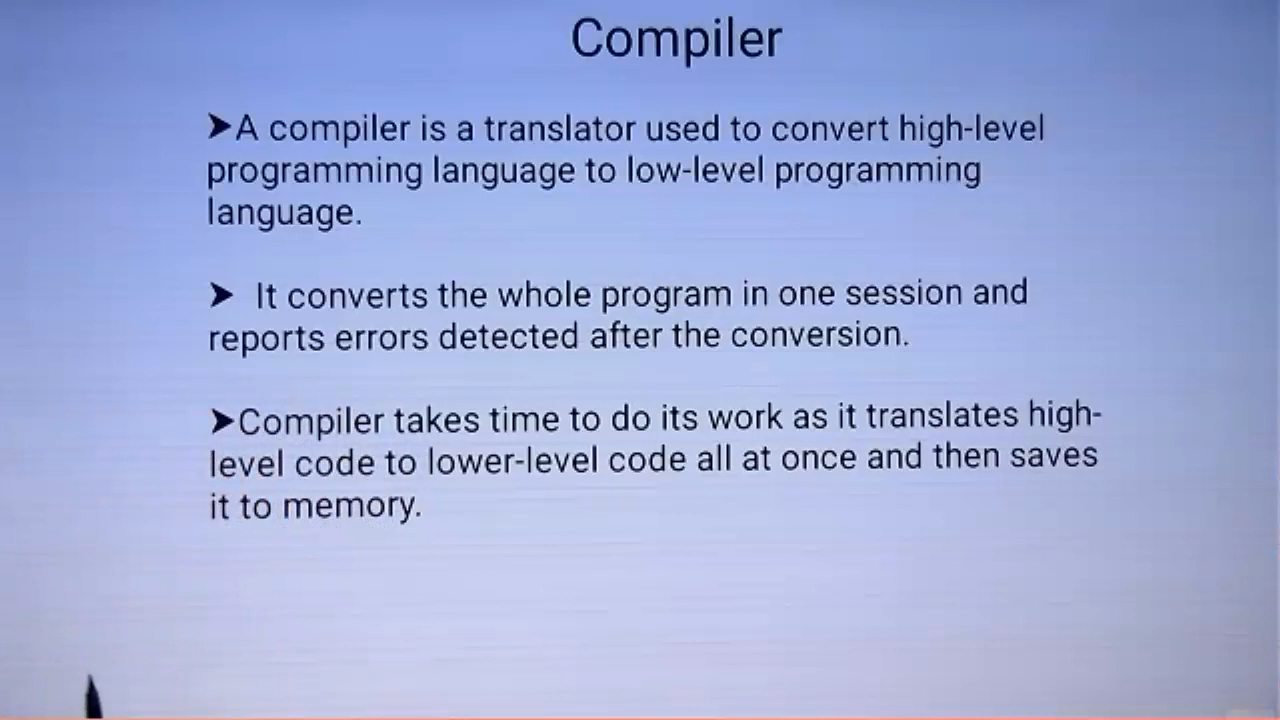 Compiler
➤A compiler is a translator used to convert high-level
programming language to low-level programming
language.
➤ It converts the whole program in one session and
reports errors detected after the conversion.
➤Compiler takes time to do its work as it translates high-
level code to lower-level code all at once and then saves
it to memory.